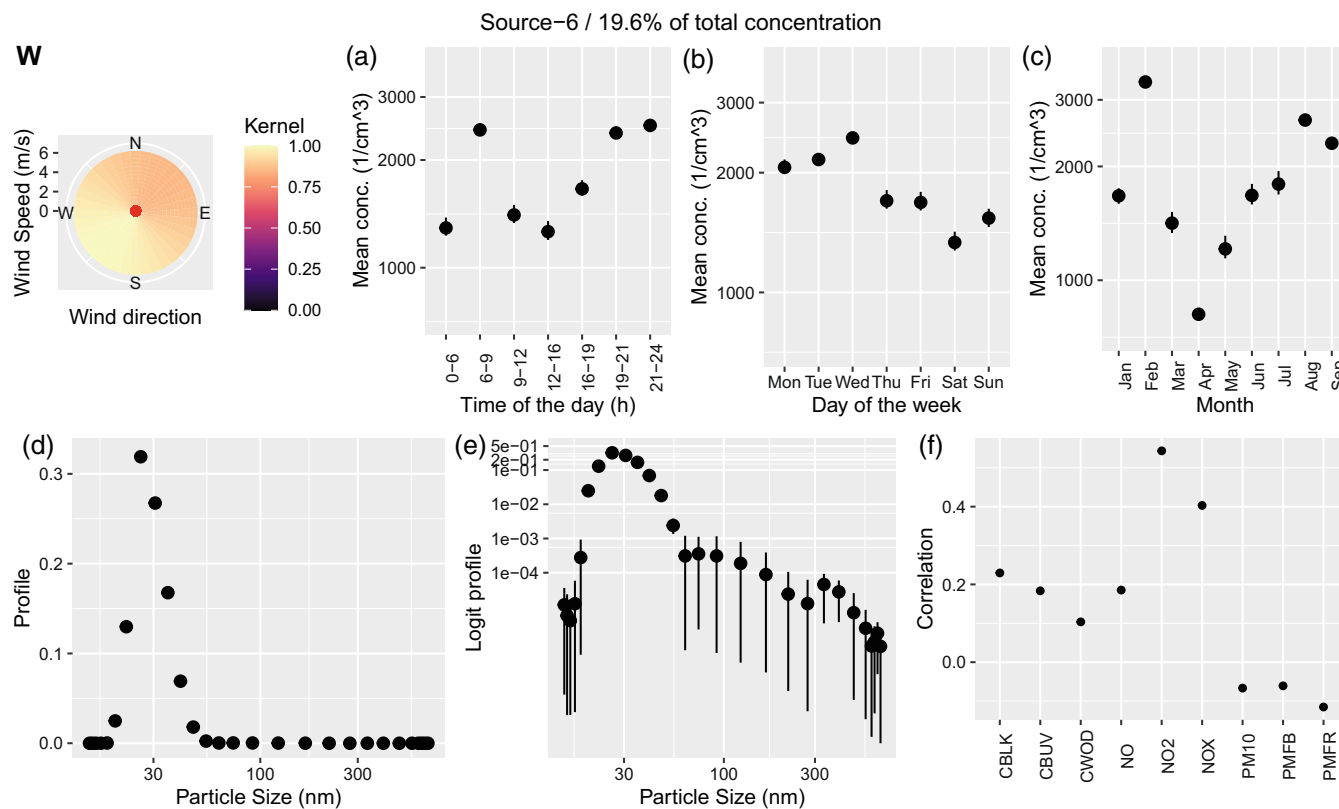 Source−6 / 19.6% of total concentration
W
Wind Speed (m/s)
6
4
2
0
N
W
E
S
Wind direction
Kernel
1.00
0.75
0.50
0.25
0.00
(a)
Mean conc. (1/cm^3)
3000
2000
1000
0−6
6−9
9−12
12−16
16−19
19−21
21−24
Time of the day (h)
(b)
Mean conc. (1/cm^3)
3000
2000
1000
Mon Tue Wed Thu Fri Sat Sun
Day of the week
(c)
Mean conc. (1/cm^3)
3000
2000
1000
Jan
Feb
Mar
Apr
May
Jun
Jul
Aug
Sep
Month
(d)
Profile
0.3
0.2
0.1
0.0
30 100 300
Particle Size (nm)
(e)
Logit profile
5e−01
2e−01
1e−01
1e−02
1e−03
1e−04
30 100 300
Particle Size (nm)
(f)
Correlation
0.4
0.2
0.0
CBLK
CBUV
CWOD
NO
NO2
NOX
PM10
PMFB
PMFR